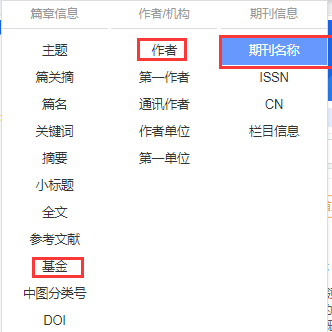 篇章信息 作者/机构 期刊信息
主题 作者 期刊名称
篇关摘 第一作者 ISSN
篇名 通讯作者 CN
关键词 作者单位 栏目信息
摘要 第一单位
小标题
全文
参考文献
基金
中图分类号
DOI